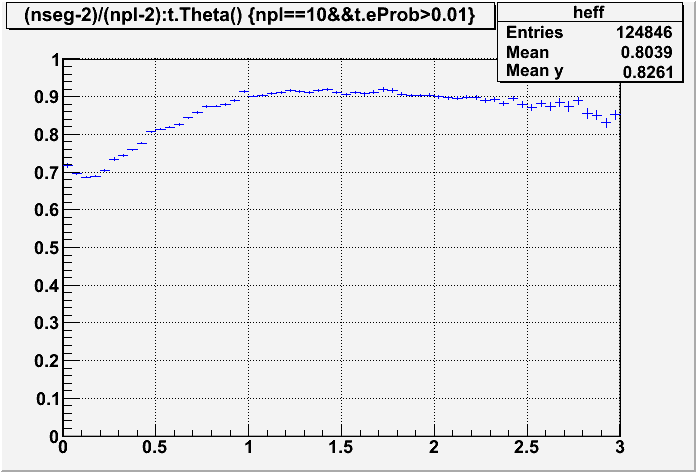 (nseg-2)/(npl-2):t.Theta() {npl==10&&t.eProb>0.01}
heff
Entries 124846
Mean 0.8039
Mean y 0.8261
1
0.9
0.8
0.7
0.6
0.5
0.4
0.3
0.2
0.1
0
0 0.5 1 1.5 2 2.5 3